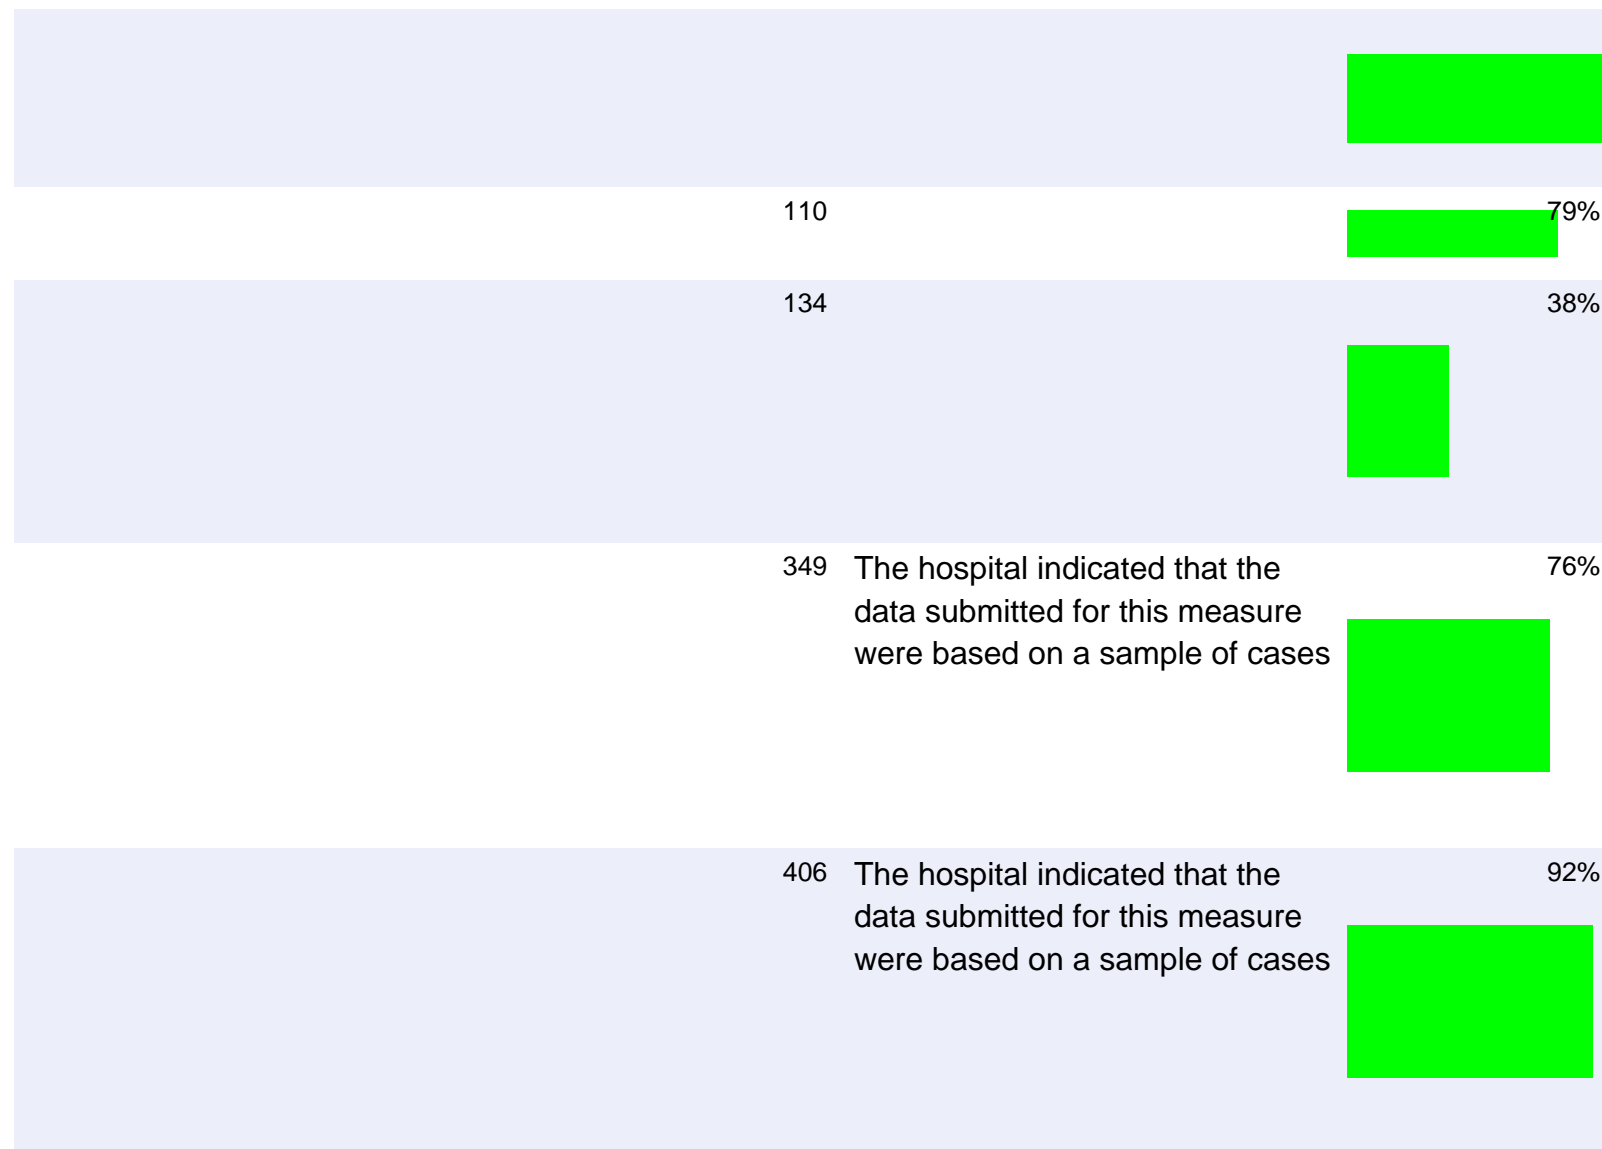 110 79%
134 38%
349 The hospital indicated that the 76%
data submitted for this measure
were based on a sample of cases
406 The hospital indicated that the 92%
data submitted for this measure
were based on a sample of cases